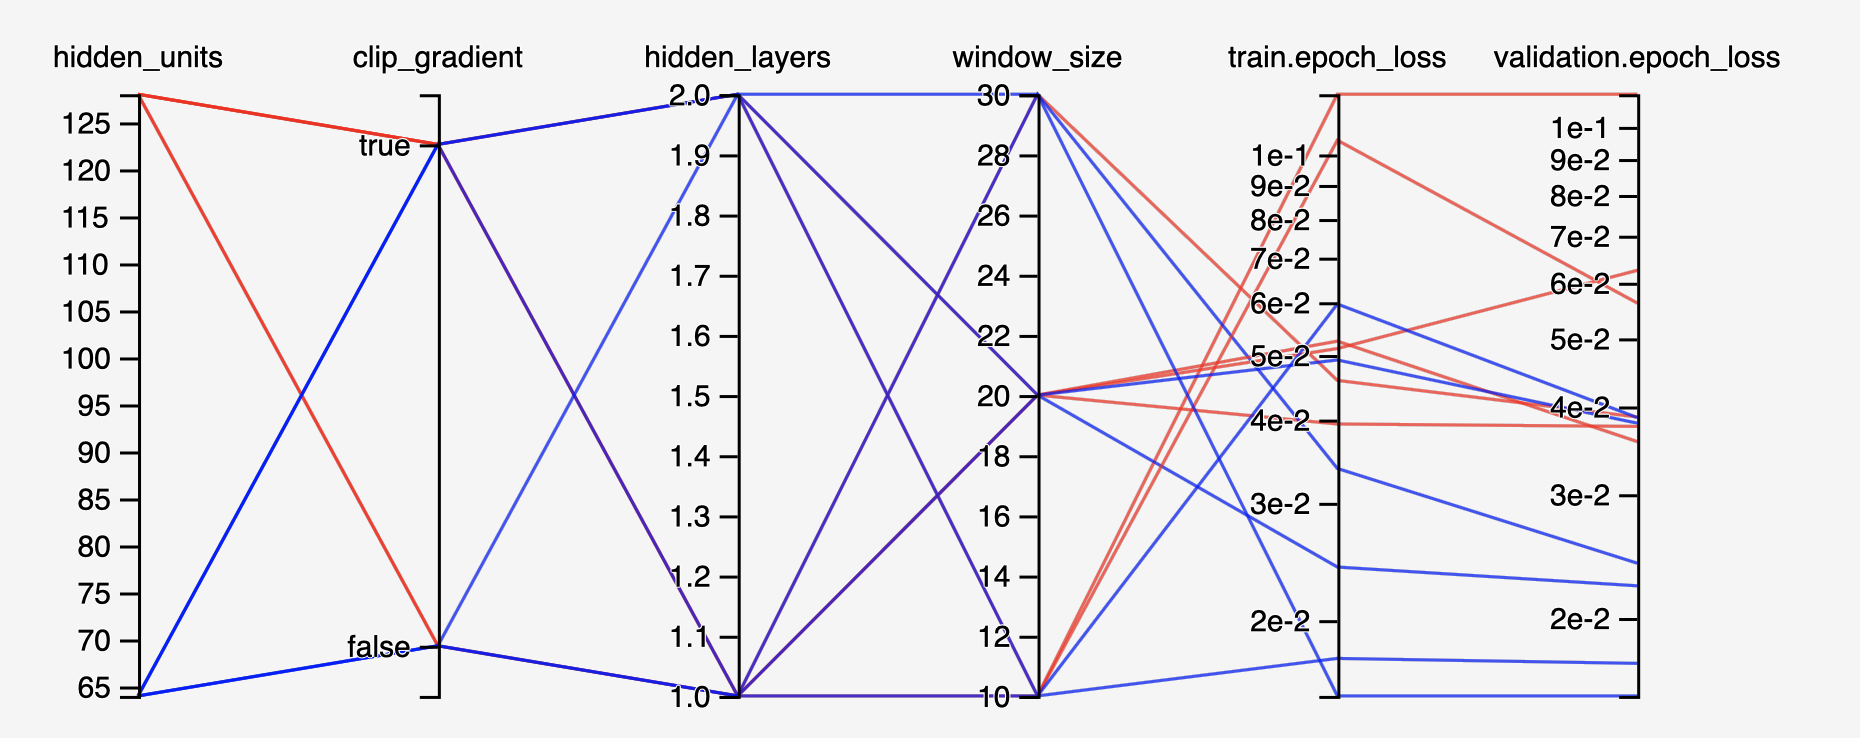 hidden_units clip_gradient hidden_layers window_size train.epoch_loss validation.epoch_loss
125
120
115
110
105
100
95
90
85
80
75
70
65
true
false
2.0
1.9
1.8
1.7
1.6
1.5
1.4
1.3
1.2
1.1
1.0
30
28
26
24
22
20
18
16
14
12
10
1e-1
9e-2
8e-2
7e-2
6e-2
5e-2
4e-2
3e-2
2e-2
1e-1
9e-2
8e-2
7e-2
6e-2
5e-2
4e-2
3e-2
2e-2